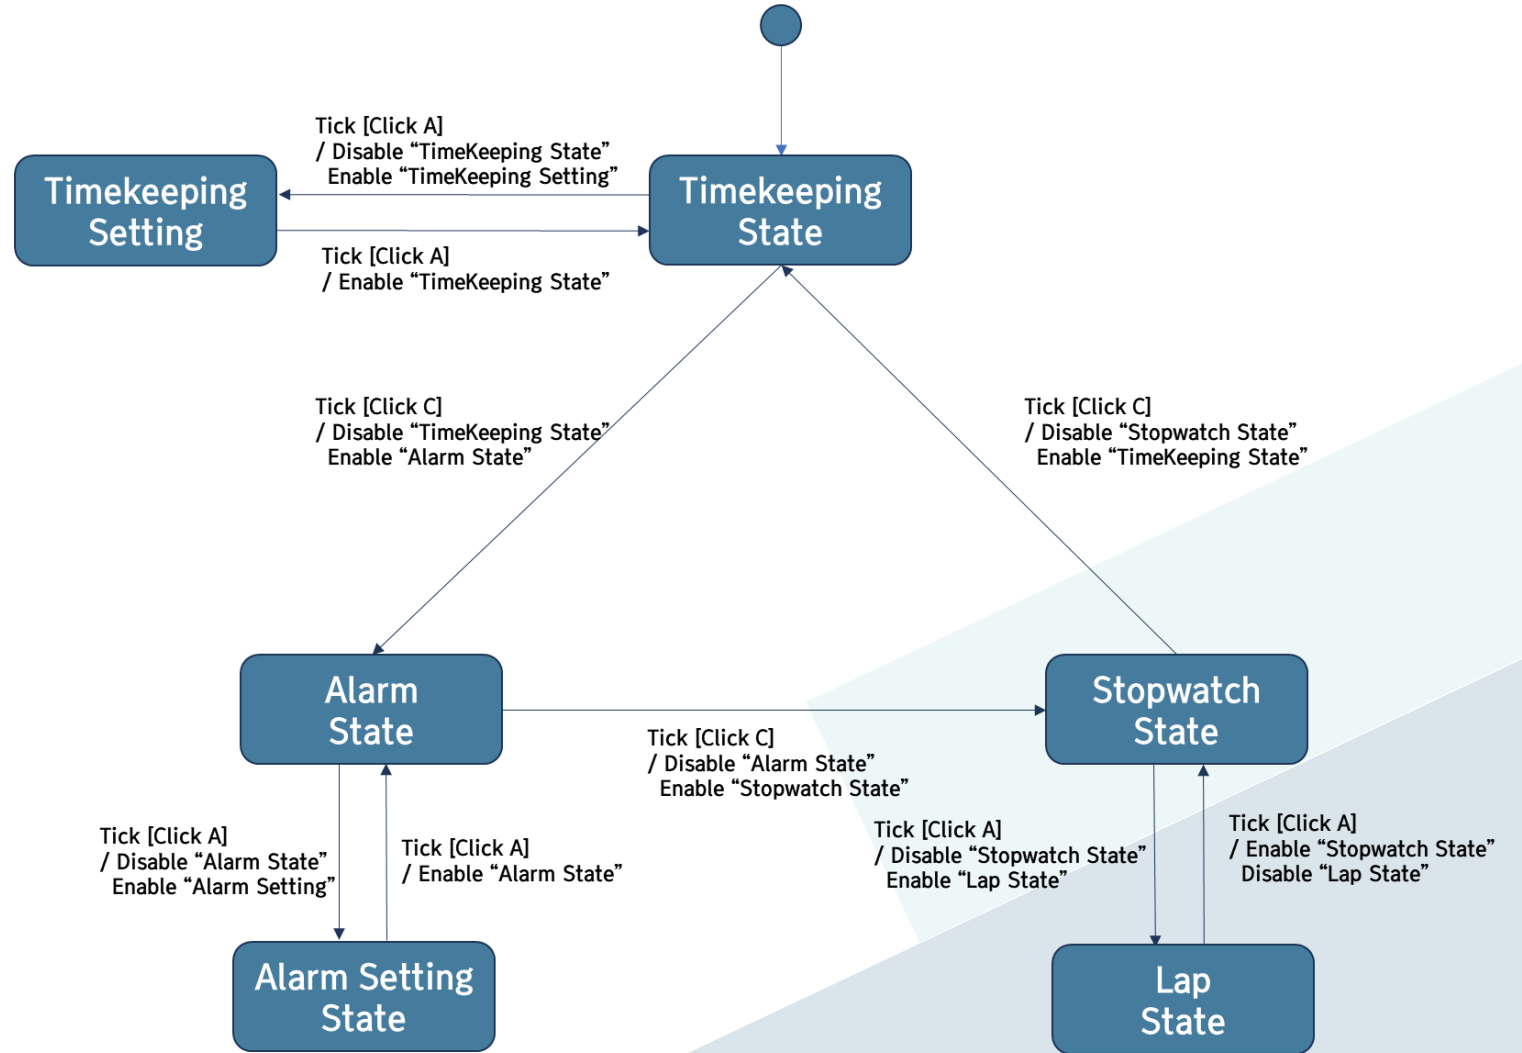 Tick [Click A]
/ Disable “TimeKeeping State”
Enable “TimeKeeping Setting”
Timekeeping
Setting
Timekeeping
State
Tick [Click A]
/ Enable “TimeKeeping State”
Tick [Click C]
/ Disable “TimeKeeping State”
Enable “Alarm State”
Tick [Click C]
/ Disable “Stopwatch State”
Enable “TimeKeeping State”
Alarm
State
Stopwatch
State
Tick [Click C]
/ Disable “Alarm State”
Enable “Stopwatch State”
Tick [Click A]
/ Disable “Alarm State”
Enable “Alarm Setting”
Tick [Click A]
/ Enable “Alarm State”
Tick [Click A]
/ Disable “Stopwatch State”
Enable “Lap State”
Tick [Click A]
/ Enable “Stopwatch State”
Disable “Lap State”
Alarm Setting
State
Lap
State